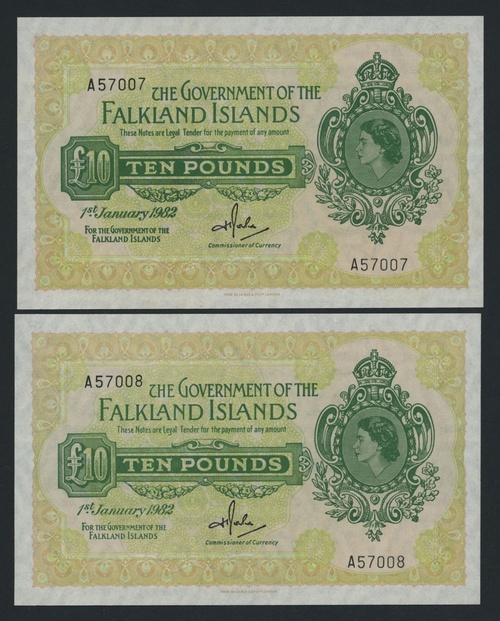 A57007
THE GOVERNMENT OF THE
FALKLAND ISLANDS
These Notes are Legal Tender for the payment of any amount
£10 TEN POUNDS
1st January 1982
FOR THE GOVERNMENT OF THE
FALKLAND ISLANDS
Commissioner of Currency
A57007
A57008
THE GOVERNMENT OF THE
FALKLAND ISLANDS
These Notes are Legal Tender for the payment of any amount
£10 TEN POUNDS
1st January 1982
FOR THE GOVERNMENT OF THE
FALKLAND ISLANDS
Commissioner of Currency
A57008